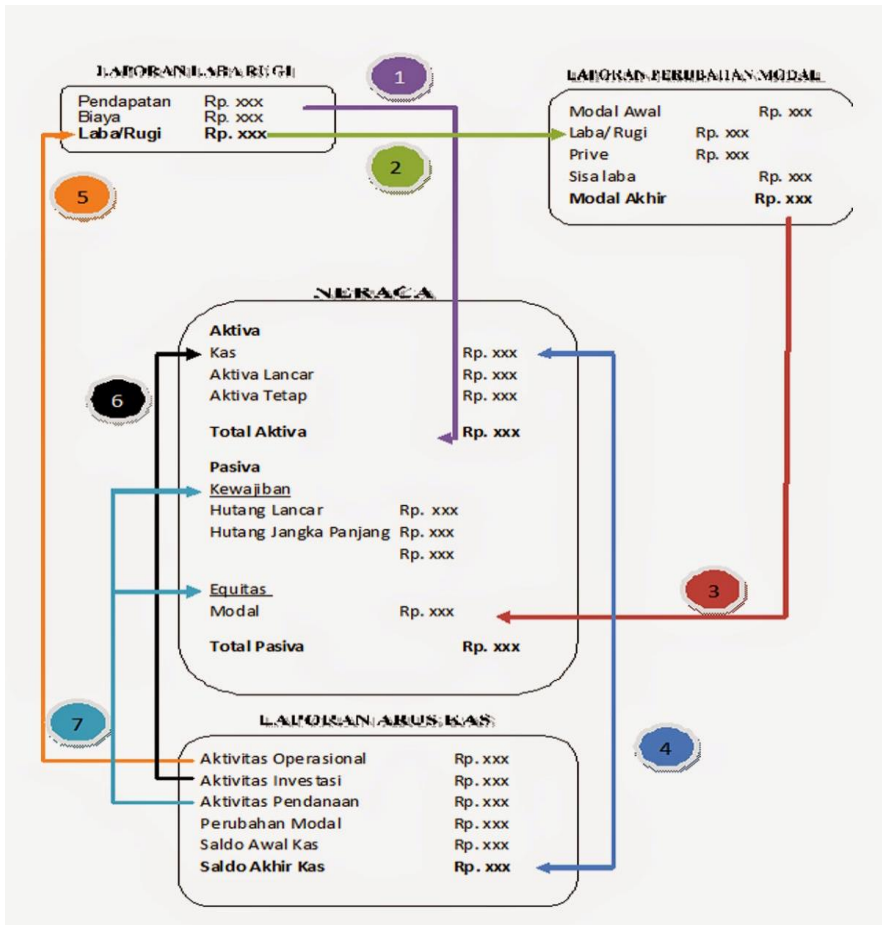 LAPORAN LABA RUGI
Pendapatan Rp. xxx
Biaya Rp. xxx
Laba/Rugi Rp. xxx
1
2
LAPORAN PERUBAHAN MODAL
Modal Awal Rp. xxx
Laba/ Rugi Rp. xxx
Prive Rp. xxx
Sisa laba Rp. xxx
Modal Akhir Rp. xxx
5
NERACA
Aktiva
Kas Rp. xxx
Aktiva Lancar Rp. xxx
Aktiva Tetap Rp. xxx
Total Aktiva Rp. xxx
6
Pasiva
Kewajiban
Hutang Lancar Rp. xxx
Hutang Jangka Panjang Rp. xxx
Rp. xxx
Equitas
Modal Rp. xxx
3
Total Pasiva Rp. xxx
7
LAPORAN ARUS KAS
4
Aktivitas Operasional Rp. xxx
Aktivitas Investasi Rp. xxx
Aktivitas Pendanaan Rp. xxx
Perubahan Modal Rp. xxx
Saldo Awal Kas Rp. xxx
Saldo Akhir Kas Rp. xxx